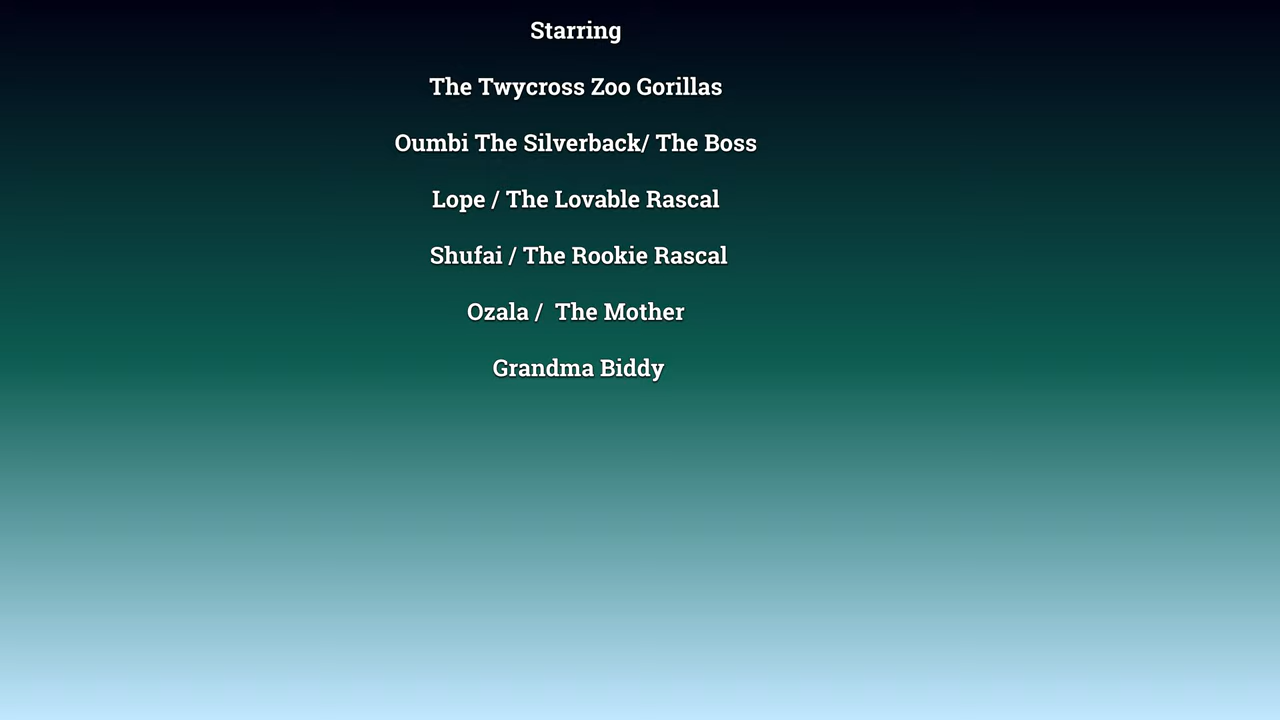 Starring
The Twycross Zoo Gorillas
Oumbi The Silverback/ The Boss
Lope / The Lovable Rascal
Shufai / The Rookie Rascal
Ozala /  The Mother
Grandma Biddy